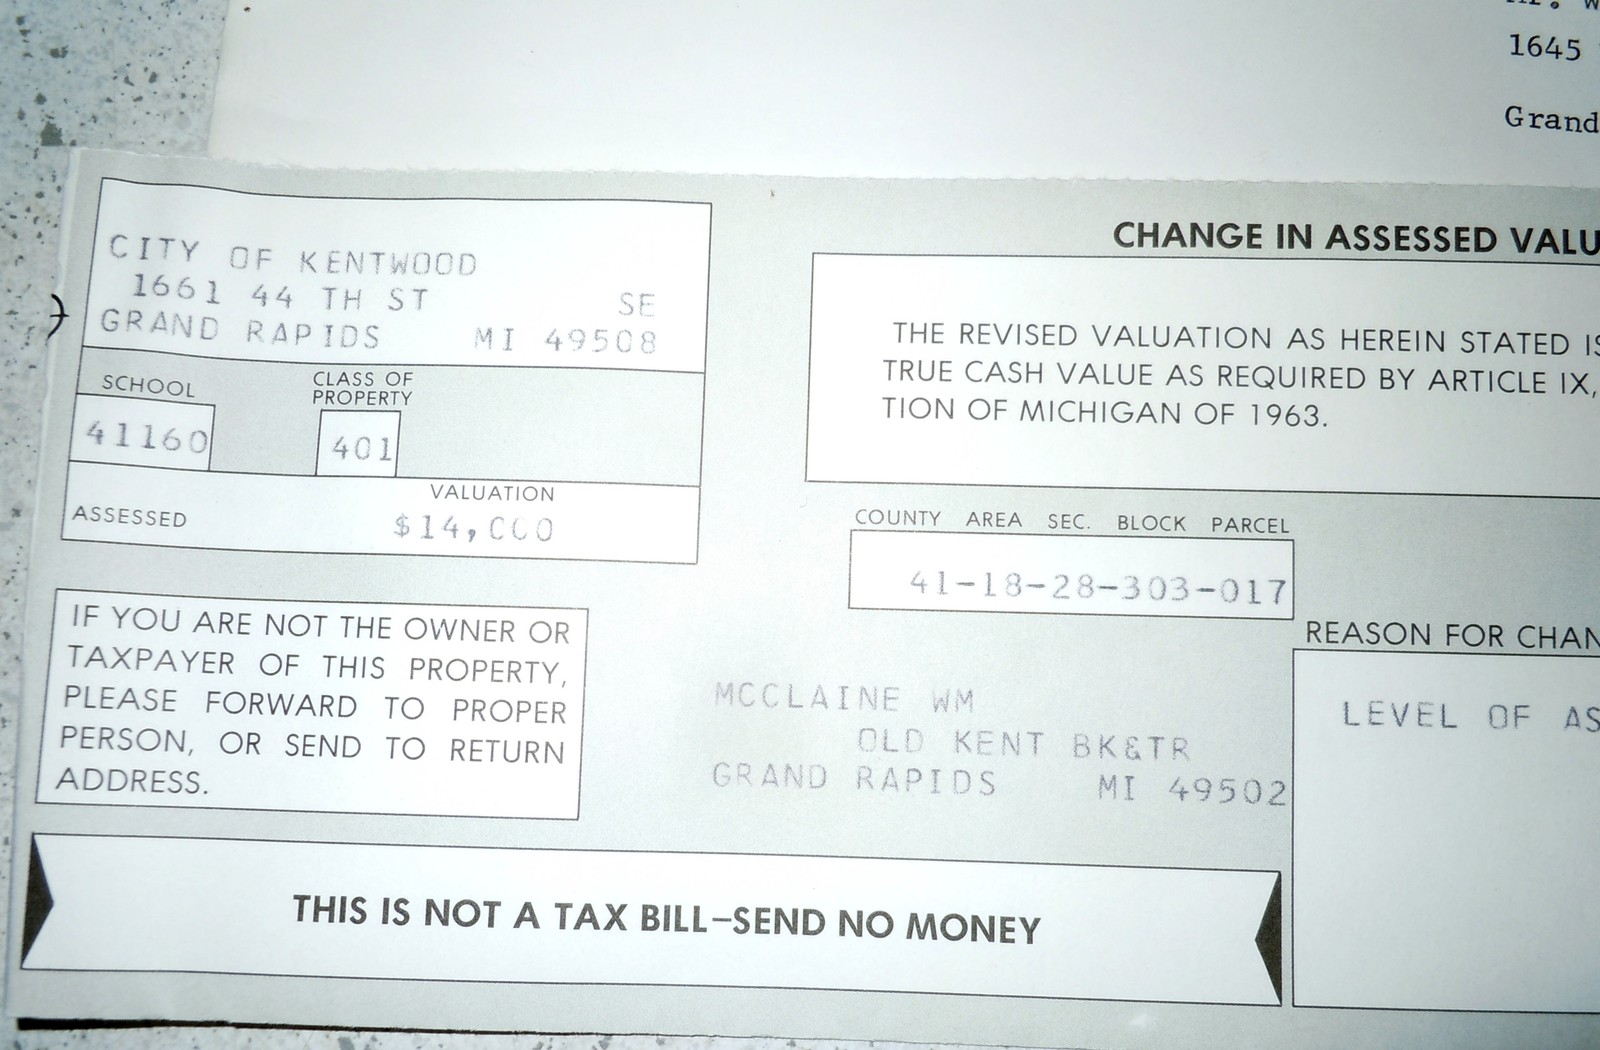 1645
Grand
CITY OF KENTWOOD
1661 44 TH ST SE
GRAND RAPIDS MI 49508
SCHOOL
41160
CLASS OF
PROPERTY
401
VALUATION
ASSESSED $14,000
IF YOU ARE NOT THE OWNER OR
TAXPAYER OF THIS PROPERTY,
PLEASE FORWARD TO PROPER
PERSON, OR SEND TO RETURN
ADDRESS.
CHANGE IN ASSESSED VALU
THE REVISED VALUATION AS HEREIN STATED IS
TRUE CASH VALUE AS REQUIRED BY ARTICLE IX,
TION OF MICHIGAN OF 1963.
COUNTY AREA SEC. BLOCK PARCEL
41-18-28-303-017
MCCLAINE WM
OLD KENT BK&TR
GRAND RAPIDS MI 49502
REASON FOR CHAN
LEVEL OF AS
THIS IS NOT A TAX BILL–SEND NO MONEY